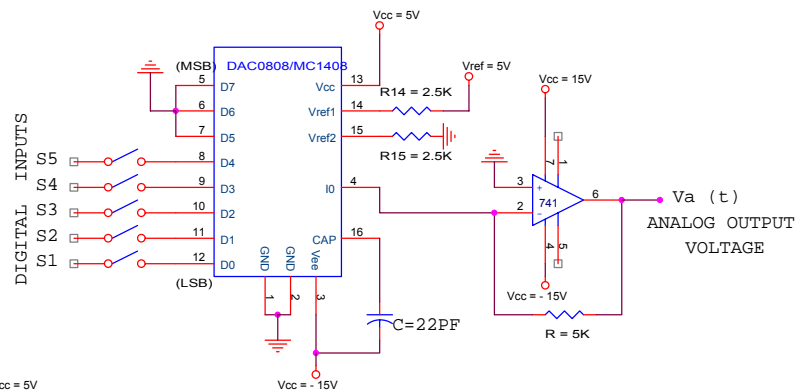 Vcc = 5V
(MSB) DAC0808/MC1408
Vcc = 15V
Vref = 5V
R14 = 2.5K
5 D7 Vcc 13
6 D6 Vref1 14
7 D5 Vref2 15
R15 = 2.5K
DIGITAL INPUTS
S5 8 D4
S4 9 D3 I0 4
S3 10 D2
S2 11 D1 CAP 16
S1 12 D0
(LSB)
GND GND Vee
1 2 3
C=22PF
3 + 7 1
741 6
2 - 4 5
Va (t)
ANALOG OUTPUT
VOLTAGE
Vcc = - 15V
R = 5K
cc = 5V
Vcc = - 15V